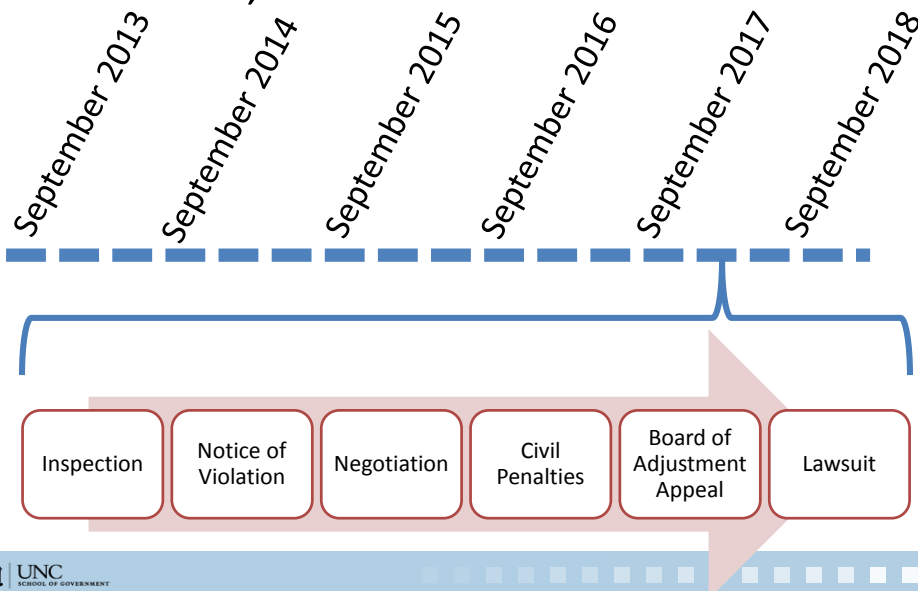 September 2013
September 2014
September 2015
September 2016
September 2017
September 2018
Inspection
Notice of
Violation
Negotiation
Civil
Penalties
Board of
Adjustment
Appeal
Lawsuit
UNC
SCHOOL OF GOVERNMENT